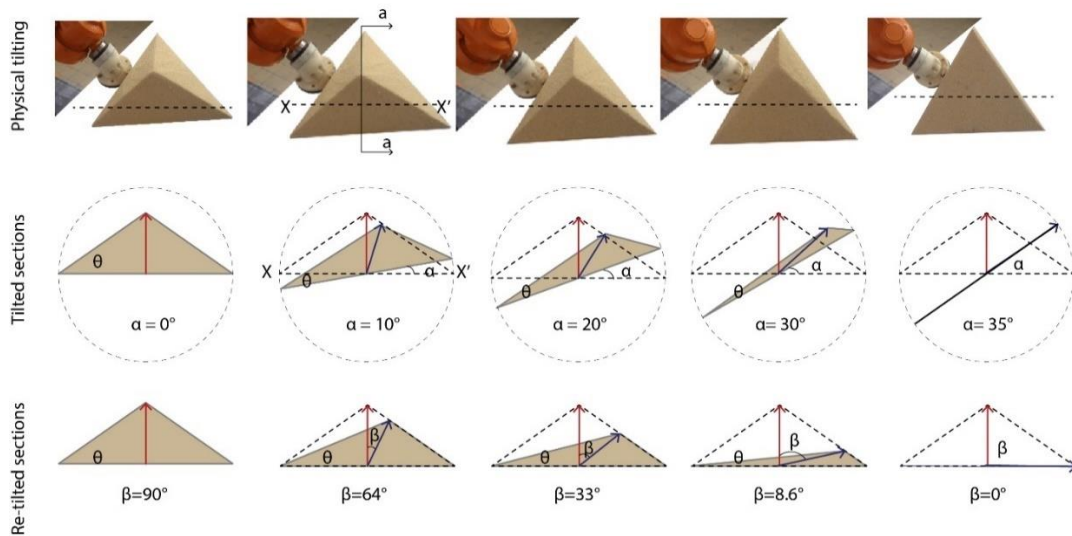 Physical tilting
a
X
X'
a
Tilted sections
θ
α = 0°
X
θ
α
X'
α = 10°
θ
α
α = 20°
θ
α
α= 30°
α
α= 35°
Re-tilted sections
θ
β=90°
θ
β
β=64°
θ
β
β=33°
θ
β
β=8.6°
β
β=0°